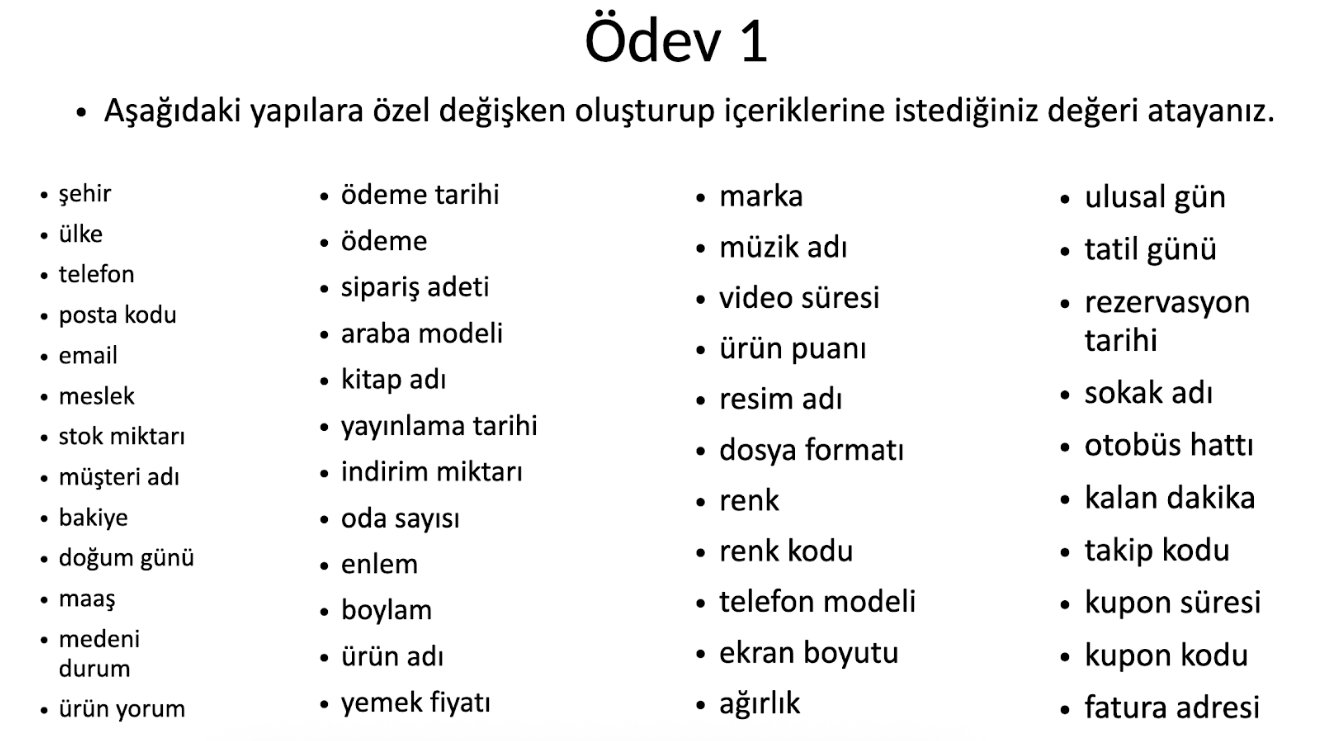 Ödev 1
• Aşağıdaki yapılara özel değişken oluşturup içeriklerine istediğiniz değeri atayanız.
• şehir
• ülke
• telefon
• posta kodu
• email
• meslek
• stok miktarı
• müşteri adı
• bakiye
• doğum günü
• maaş
• medeni
durum
• ürün yorum
• ödeme tarihi
• ödeme
• sipariş adeti
• araba modeli
• kitap adı
• yayınlama tarihi
• indirim miktarı
• oda sayısı
• enlem
• boylam
• ürün adı
• yemek fiyatı
• marka
• müzik adı
• video süresi
• ürün puanı
• resim adı
• dosya formatı
• renk
• renk kodu
• telefon modeli
• ekran boyutu
• ağırlık
• ulusal gün
• tatil günü
• rezervasyon
tarihi
• sokak adı
• otobüs hattı
• kalan dakika
• takip kodu
• kupon süresi
• kupon kodu
• fatura adresi